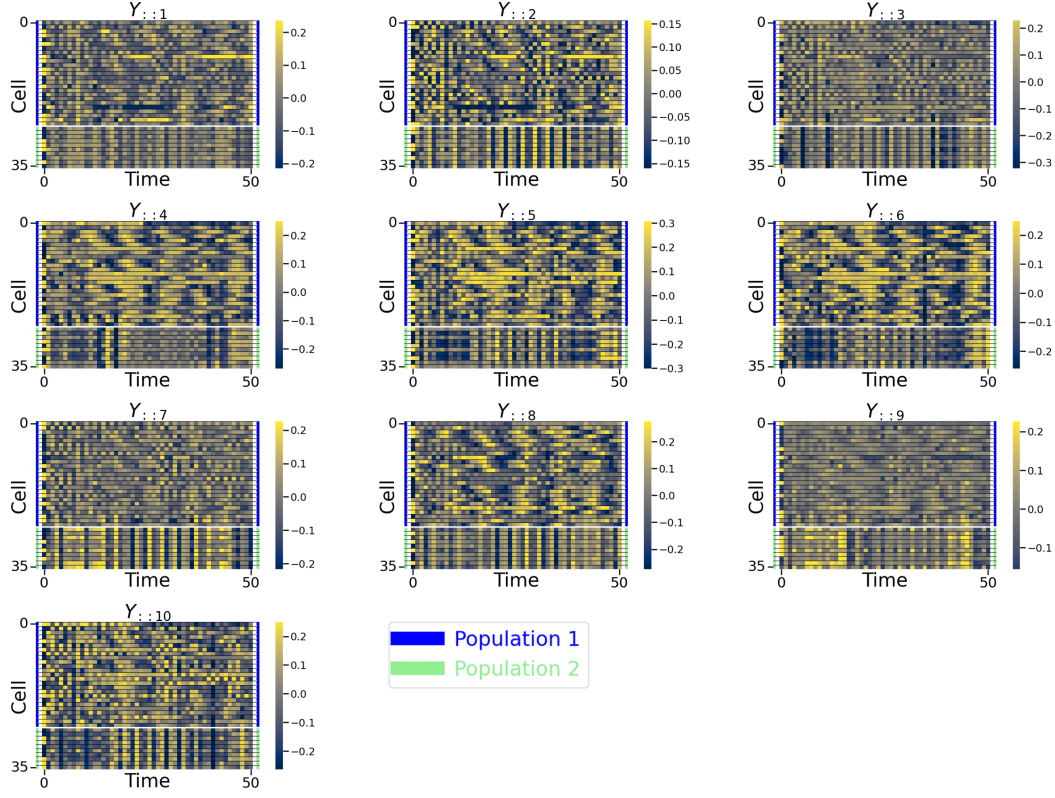 Y::1
0
Cell
35
0
Time
50
0.2
0.1
0.0
−0.1
−0.2
Y::2
0
Cell
35
0
Time
50
0.15
0.10
0.05
0.00
−0.05
−0.10
−0.15
Y::3
0
Cell
35
0
Time
50
0.2
0.1
0.0
−0.1
−0.2
−0.3
Y::4
0
Cell
35
0
Time
50
0.2
0.1
0.0
−0.1
−0.2
Y::5
0
Cell
35
0
Time
50
0.3
0.2
0.1
0.0
−0.1
−0.2
−0.3
Y::6
0
Cell
35
0
Time
50
0.2
0.1
0.0
−0.1
−0.2
Y::7
0
Cell
35
0
Time
50
0.2
0.1
0.0
−0.1
−0.2
Y::8
0
Cell
35
0
Time
50
0.2
0.1
0.0
−0.1
−0.2
Y::9
0
Cell
35
0
Time
50
0.1
0.0
−0.1
Y::10
0
Cell
35
0
Time
50
0.2
0.1
0.0
−0.1
−0.2
Population 1
Population 2